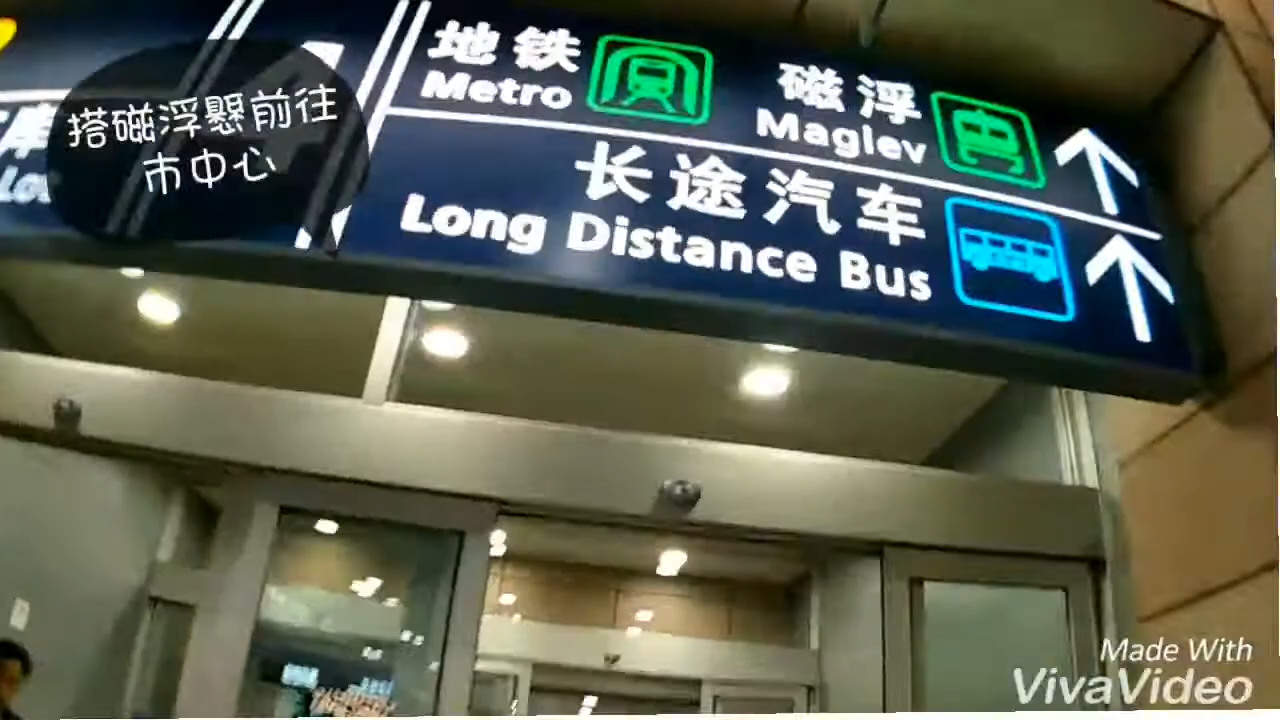 地铁
Metro
磁浮
Maglev
长途汽车
Long Distance Bus
搭磁浮懸前往
市中心
Made With
VivaVideo